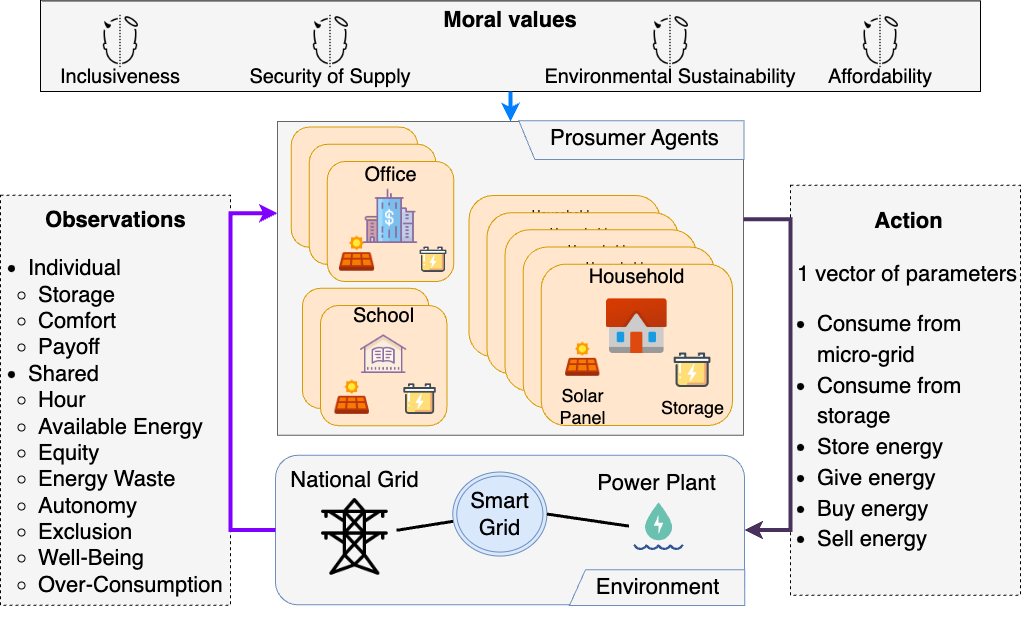 Moral values
Inclusiveness
Security of Supply
Environmental Sustainability
Affordability
Prosumer Agents
Office
$
School
Household
Solar
Panel
Storage
Observations
• Individual
○ Storage
○ Comfort
○ Payoff
• Shared
○ Hour
○ Available Energy
○ Equity
○ Energy Waste
○ Autonomy
○ Exclusion
○ Well-Being
○ Over-Consumption
Action
1 vector of parameters
• Consume from
micro-grid
• Consume from
storage
• Store energy
• Give energy
• Buy energy
• Sell energy
National Grid
Smart
Grid
Power Plant
Environment